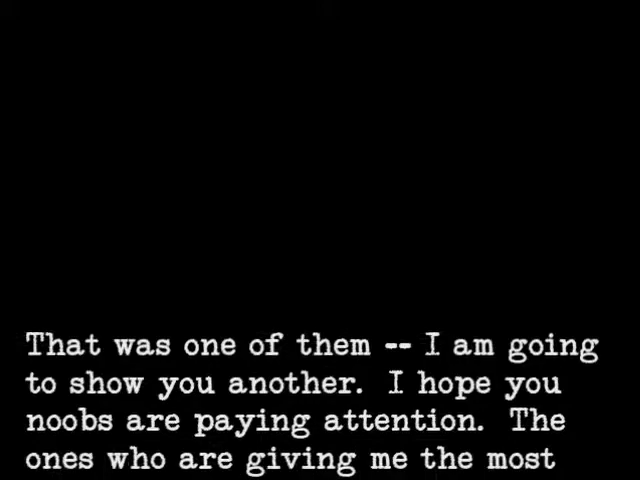 That was one of them -- I am going
to show you another.  I hope you
noobs are paying attention.  The
ones who are giving me the most